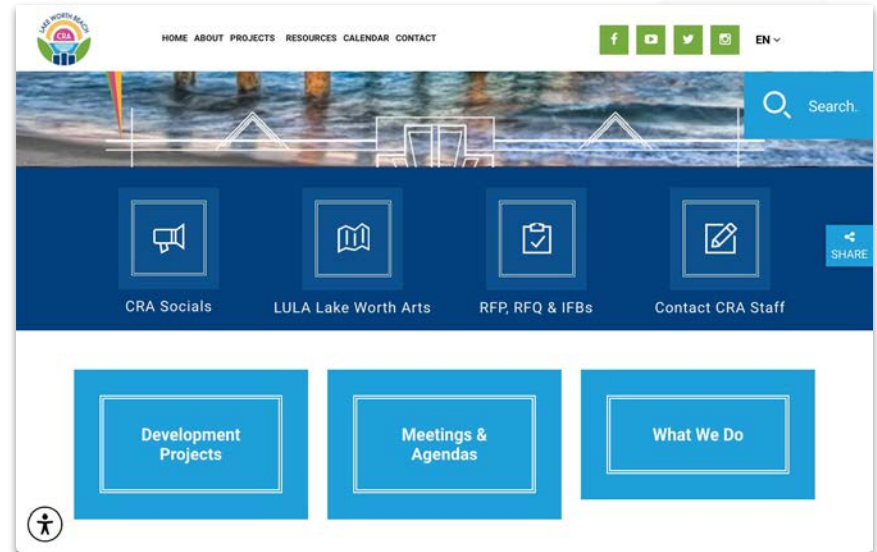 LAKE WORTH BEACH
CRA
HOME ABOUT PROJECTS RESOURCES CALENDAR CONTACT
f
EN
Search..
SHARE
CRA Socials
LULA Lake Worth Arts
RFP, RFQ & IFBs
Contact CRA Staff
Development
Projects
Meetings &
Agendas
What We Do